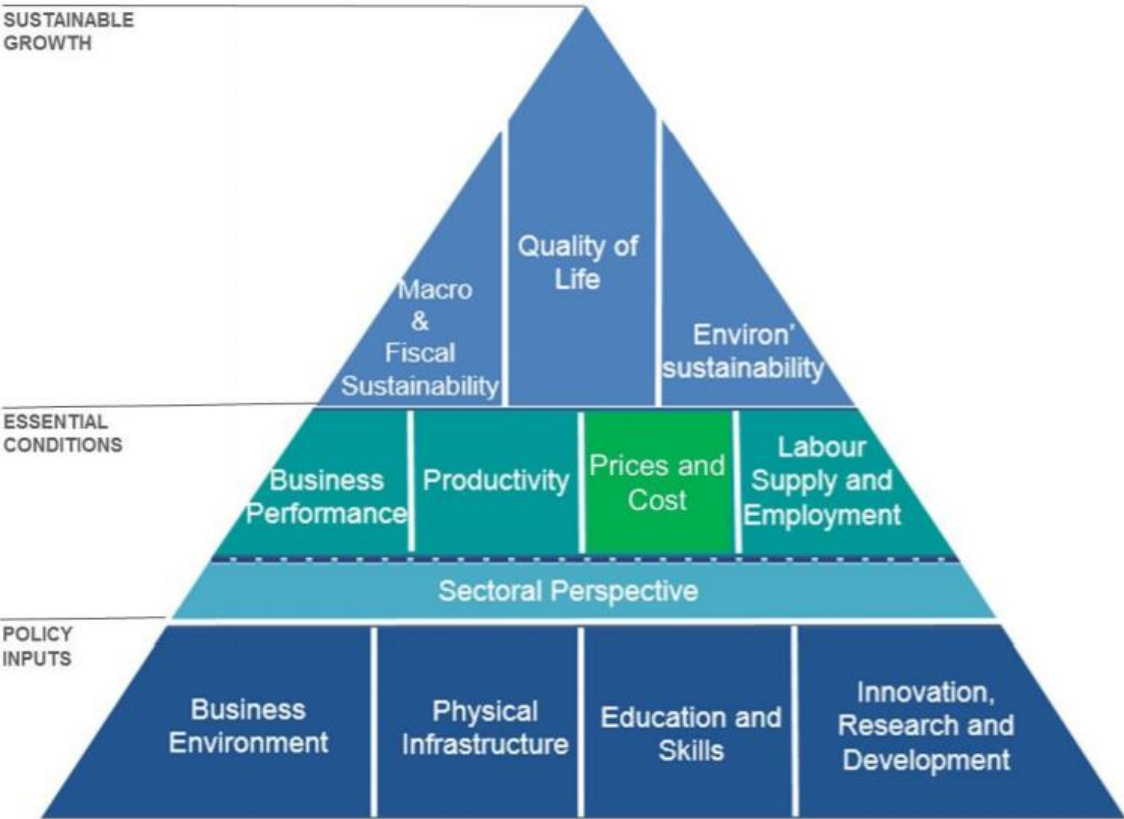 SUSTAINABLE
GROWTH
Quality of
Life
Macro
&
Fiscal
Sustainability
Environ'
sustainability
ESSENTIAL
CONDITIONS
Business
Performance
Productivity
Prices and
Cost
Labour
Supply and
Employment
Sectoral Perspective
POLICY
INPUTS
Business
Environment
Physical
Infrastructure
Education and
Skills
Innovation,
Research and
Development